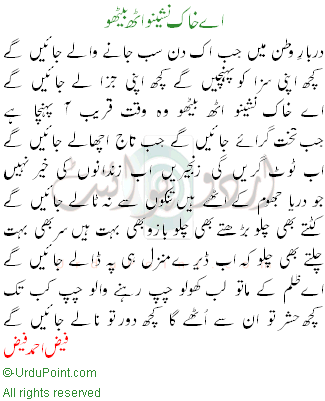 اے خاک نشینو اٹھ بیٹھو
دربارِ وطن میں جب اک دن سب جانے والے جائیں گے
کچھ اپنی سزا کو پہنچیں گے کچھ اپنی جزا لے جائیں گے
اے خاک نشینو اٹھ بیٹھو وہ وقت قریب آ پہنچا ہے
جب تخت گرائے جائیں گے جب تاج اچھالے جائیں گے
اب ٹوٹ گریں گی زنجیریں اب زندانوں کی خیر نہیں
جو دریا جھوم کے اٹھے ہیں تنکوں سے نہ ٹالے جائیں گے
کٹتے بھی چلو بڑھتے بھی چلو بازو بھی بہت ہیں سر بھی بہت
چلتے بھی چلو کہ اب ڈیرے منزل ہی پہ ڈالے جائیں گے
اے ظلم کے ماتو لب کھولو چپ رہنے والو چپ کب تک
کچھ حشر تو ان سے اُٹھے گا کچھ دور تو نالے جائیں گے
فیض احمد فیض
© UrduPoint.com
All rights reserved